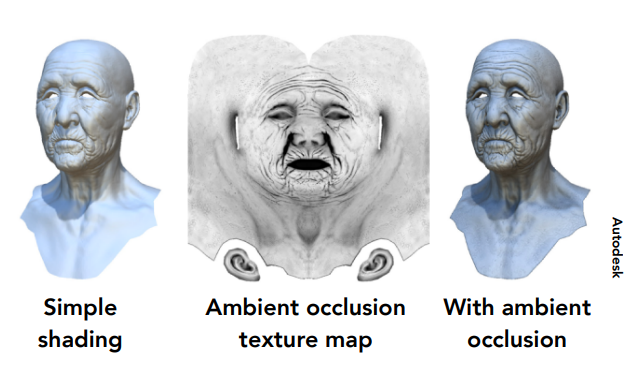 Simple
shading
Ambient occlusion
texture map
With ambient
occlusion
Autodesk